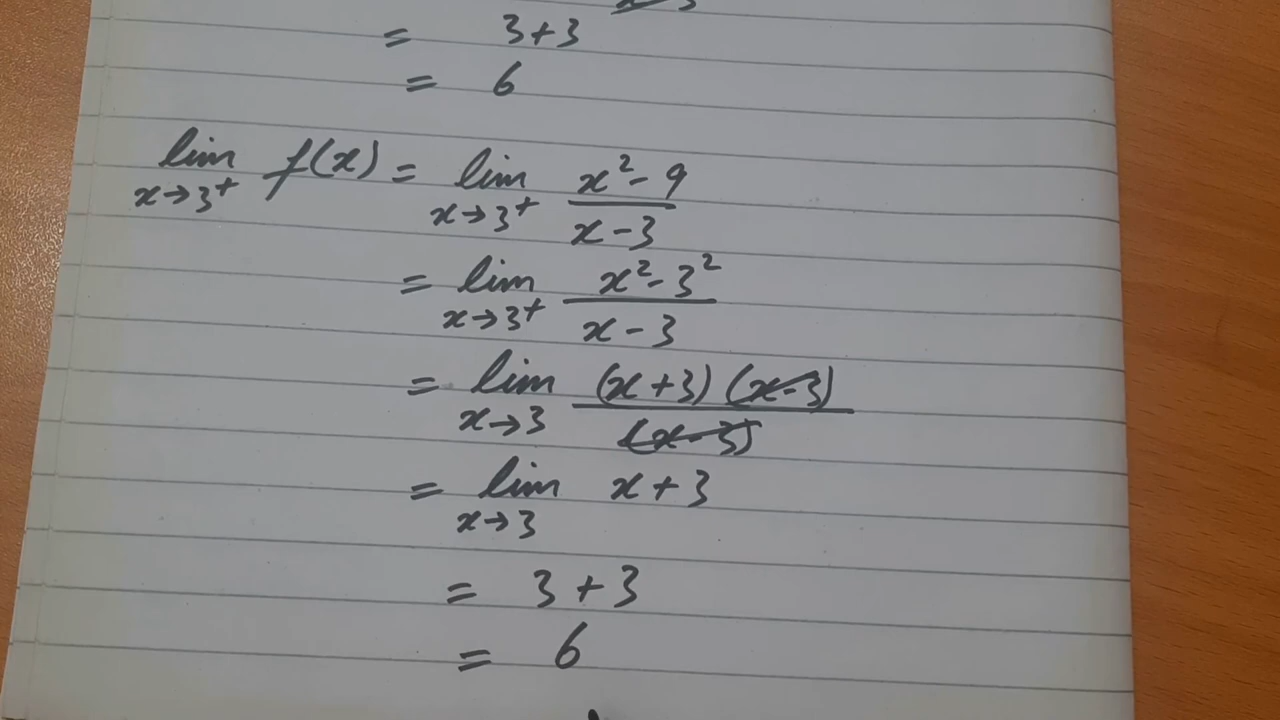 = 3+3
= 6
lim x→3⁺ f(x) = lim x→3⁺ (x²-9)/(x-3)
= lim x→3⁺ (x²-3²)/(x-3)
= lim x→3 (x+3)(x-3)/(x-3)
= lim x→3 x+3
= 3+3
= 6